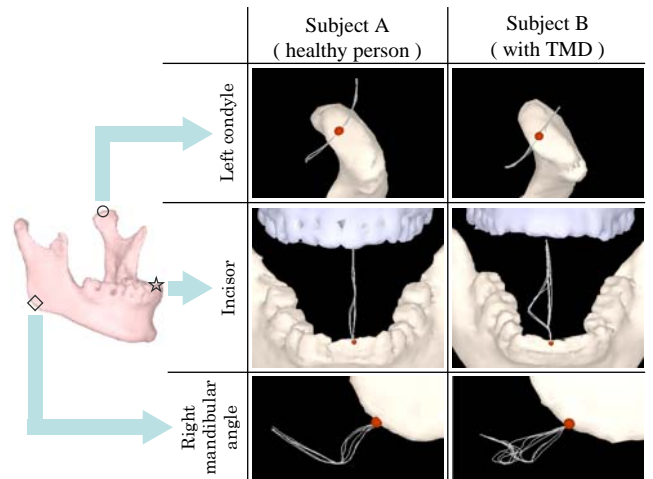 Subject A
( healthy person )
Subject B
( with TMD )
Left condyle
Incisor
Right
mandibular
angle